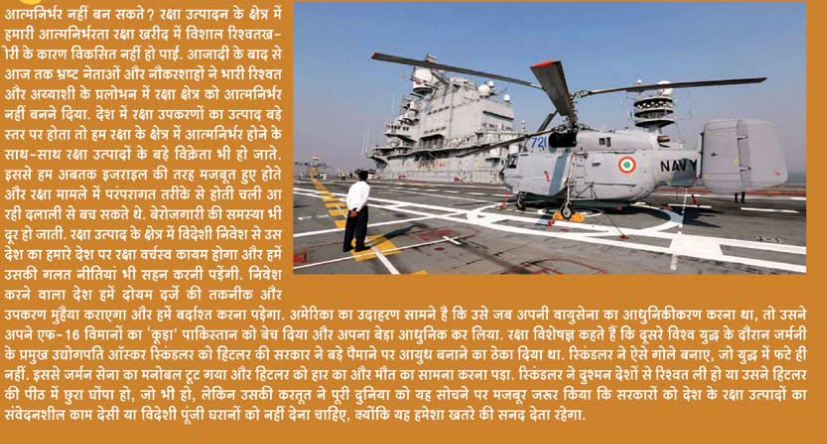 आत्मनिर्भर नहीं बन सकते? रक्षा उत्पादन के क्षेत्र में
हमारी आत्मनिर्भरता रक्षा खरीद में विशाल रिश्वतख-
ोरी के कारण विकसित नहीं हो पाई. आजादी के बाद से
आज तक भ्रष्ट नेताओं और नौकरशाहों ने भारी रिश्वत
और अय्याशी के प्रलोभन में रक्षा क्षेत्र को आत्मनिर्भर
नहीं बनने दिया. देश में रक्षा उपकरणों का उत्पाद बड़े
स्तर पर होता तो हम रक्षा के क्षेत्र में आत्मनिर्भर होने के
साथ-साथ रक्षा उत्पादों के बड़े विक्रेता भी हो जाते.
इससे हम अबतक इजराइल की तरह मजबूत हुए होते
और रक्षा मामले में परंपरागत तरीके से होती चली आ
रही दलाली से बच सकते थे. बेरोजगारी की समस्या भी
दूर हो जाती. रक्षा उत्पाद के क्षेत्र में विदेशी निवेश से उस
देश का हमारे देश पर रक्षा वर्चस्व कायम होगा और हमें
उसकी गलत नीतियां भी सहन करनी पड़ेंगी. निवेश
करने वाला देश हमें दोयम दर्जे की तकनीक और
उपकरण मुहैया कराएगा और हमें बर्दाश्त करना पड़ेगा. अमेरिका का उदाहरण सामने है कि उसे जब अपनी वायुसेना का आधुनिकीकरण करना था, तो उसने
अपने एफ-16 विमानों का 'कूड़ा' पाकिस्तान को बेच दिया और अपना बेड़ा आधुनिक कर लिया. रक्षा विशेषज्ञ कहते हैं कि दूसरे विश्व युद्ध के दौरान जर्मनी
के प्रमुख उद्योगपति ऑस्कर स्किंडलर को हिटलर की सरकार ने बड़े पैमाने पर आयुध बनाने का ठेका दिया था. स्किंडलर ने ऐसे गोले बनाए, जो युद्ध में फटे ही
नहीं. इससे जर्मन सेना का मनोबल टूट गया और हिटलर को हार का और मौत का सामना करना पड़ा. स्किंडलर ने दुश्मन देशों से रिश्वत ली हो या उसने हिटलर
की पीठ में छुरा घोंपा हो, जो भी हो, लेकिन उसकी करतूत ने पूरी दुनिया को यह सोचने पर मजबूर जरूर किया कि सरकारों को देश के रक्षा उत्पादों का
संवेदनशील काम देसी या विदेशी पूंजी घरानों को नहीं देना चाहिए, क्योंकि यह हमेशा खतरे की सनद देता रहेगा.
721
NAVY